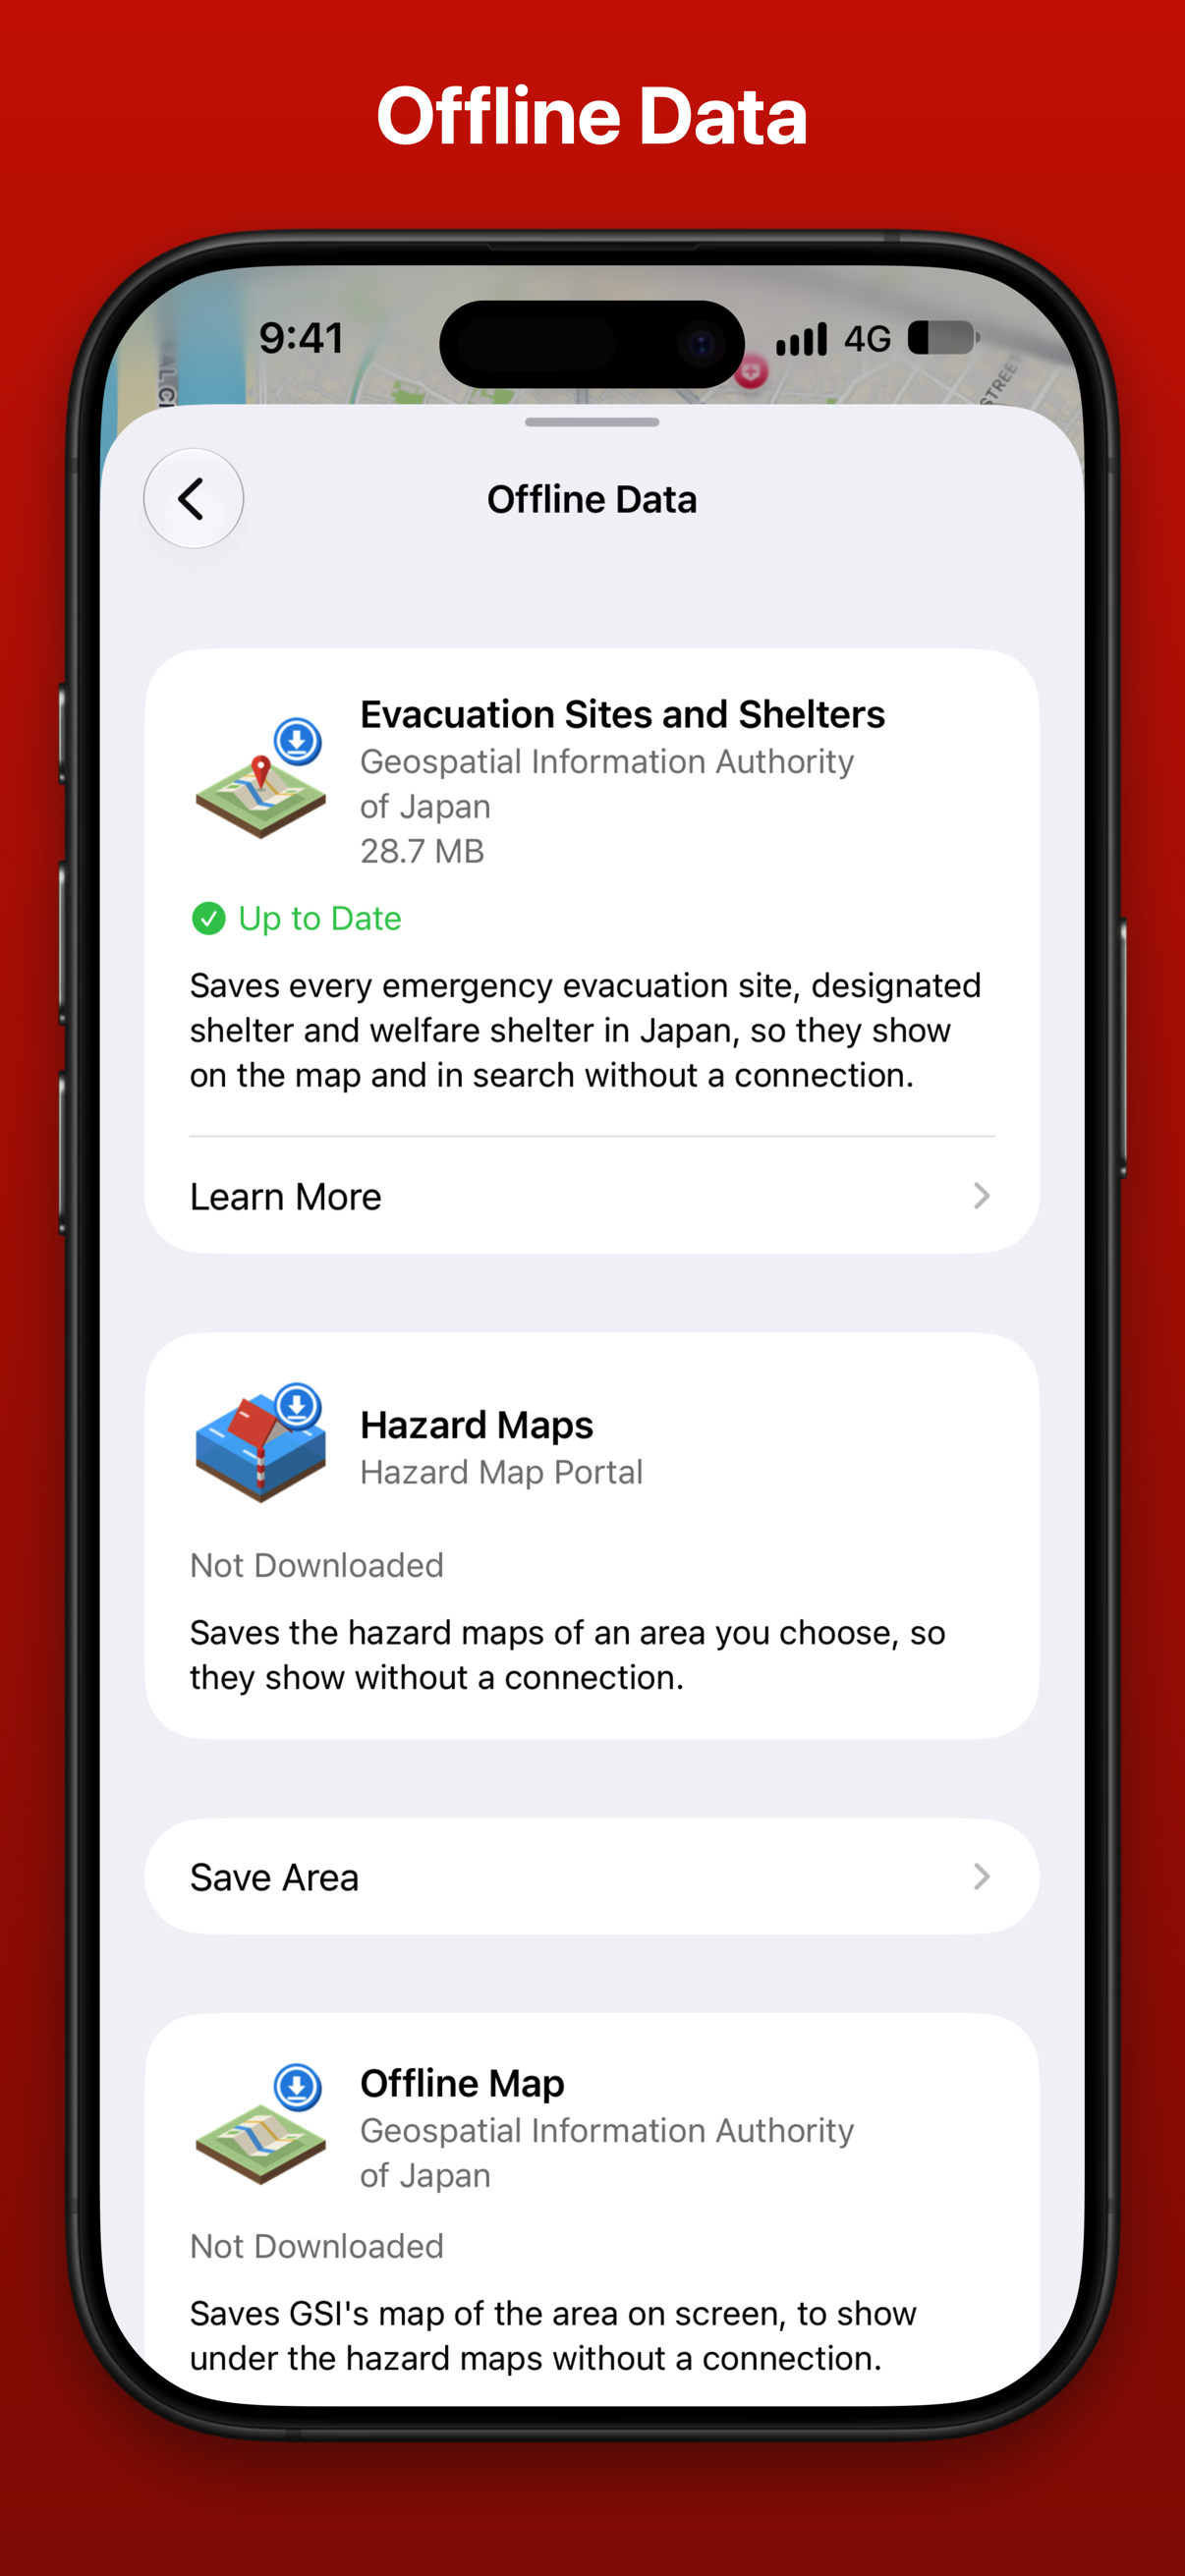 Offline Data
9:41
4G
STREE
Offline Data
Evacuation Sites and Shelters
Geospatial Information Authority
of Japan
28.7 MB
Up to Date
Saves every emergency evacuation site, designated
shelter and welfare shelter in Japan, so they show
on the map and in search without a connection.
Learn More
Hazard Maps
Hazard Map Portal
Not Downloaded
Saves the hazard maps of an area you choose, so
they show without a connection.
Save Area
Offline Map
Geospatial Information Authority
of Japan
Not Downloaded
Saves GSI's map of the area on screen, to show
under the hazard maps without a connection.